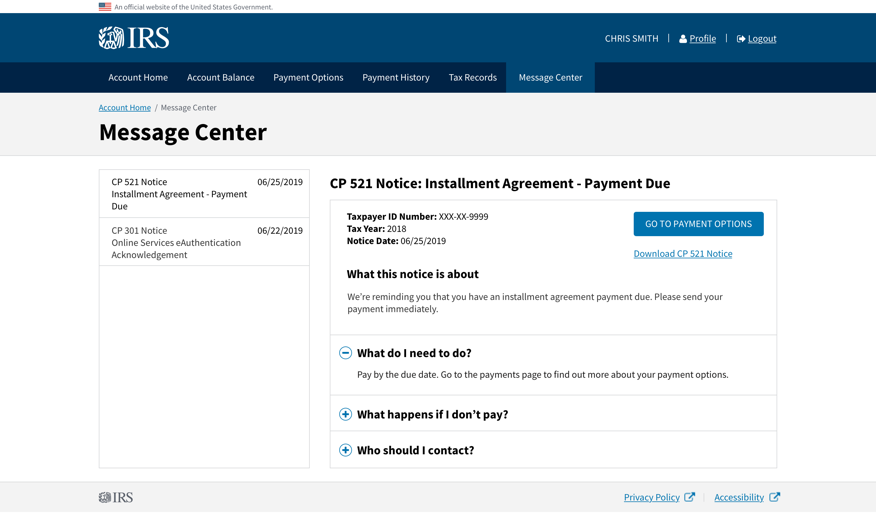 An official website of the United States Government.
IRS
CHRIS SMITH
Profile
Logout
Account Home
Account Balance
Payment Options
Payment History
Tax Records
Message Center
Account Home / Message Center
Message Center
CP 521 Notice 06/25/2019
Installment Agreement - Payment
Due
CP 301 Notice 06/22/2019
Online Services eAuthentication
Acknowledgement
CP 521 Notice: Installment Agreement - Payment Due
Taxpayer ID Number: XXX-XX-9999
Tax Year: 2018
Notice Date: 06/25/2019
GO TO PAYMENT OPTIONS
Download CP 521 Notice
What this notice is about
We're reminding you that you have an installment agreement payment due. Please send your
payment immediately.
What do I need to do?
Pay by the due date. Go to the payments page to find out more about your payment options.
What happens if I don't pay?
Who should I contact?
IRS
Privacy Policy
Accessibility